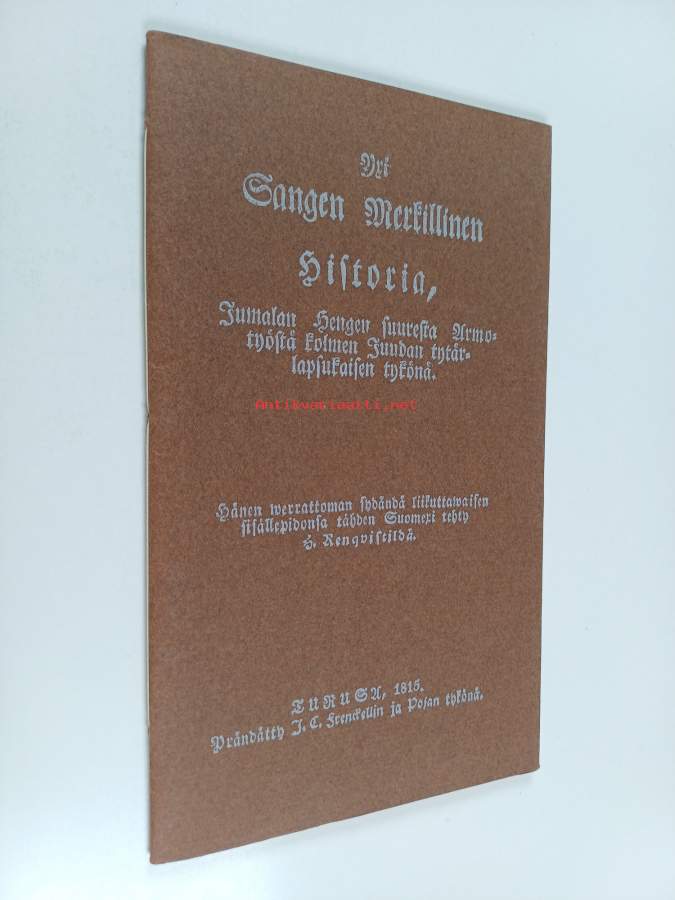 Yxi
Sangen Merkillinen
Historia,
Jumalan Hengen suuresta Armo-
työstä kolmen Juudan tytär-
lapsukaisen tykönä.
Antikvariaatti.net
Hänen werrattoman sydändä liikuttawaisen
sisällepidonsa tähden Suomexi tehty
H. Renqvistildä.
TURUSA, 1815.
Prändätty J. C. Frenckellin ja Pojan tykönä.